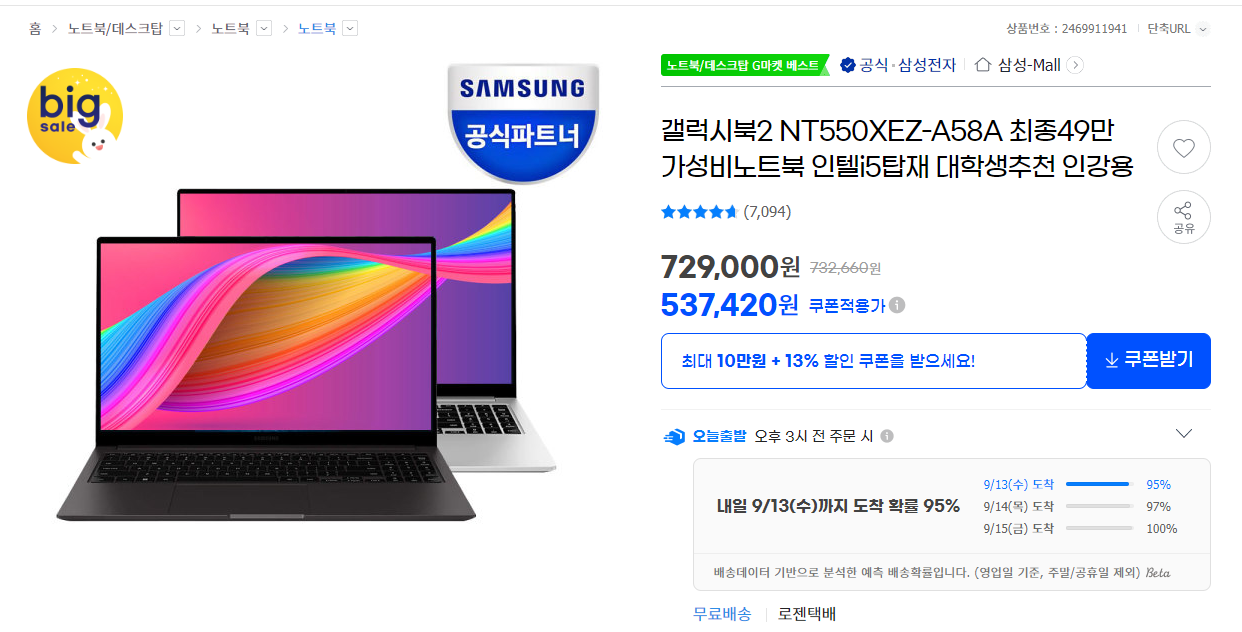 홈 > 노트북/데스크탑 > 노트북 > 노트북
상품번호 : 2469911941 단축URL
big
sale
SAMSUNG
공식파트너
노트북/데스크탑 G마켓 베스트 공식 · 삼성전자 삼성-Mall
갤럭시북2 NT550XEZ-A58A 최종49만
가성비노트북 인텔i5탑재 대학생추천 인강용
(7,094)
공유
729,000원 732,660원
537,420원 쿠폰적용가
최대 10만원 + 13% 할인 쿠폰을 받으세요!
쿠폰받기
오늘출발 오후 3시 전 주문 시
내일 9/13(수)까지 도착 확률 95%
9/13(수) 도착 95%
9/14(목) 도착 97%
9/15(금) 도착 100%
배송데이터 기반으로 분석한 예측 배송확률입니다. (영업일 기준, 주말/공휴일 제외) Beta
무료배송 로젠택배